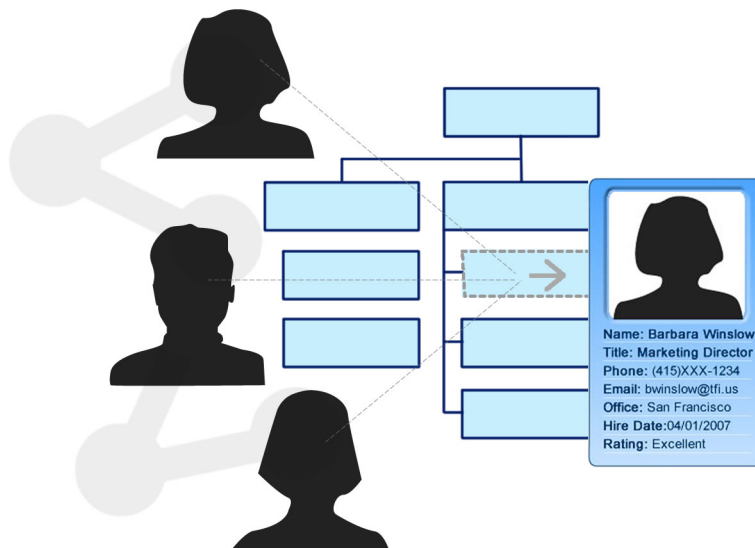 Name: Barbara Winslow
Title: Marketing Director
Phone: (415)XXX-1234
Email: bwinslow@tfi.us
Office: San Francisco
Hire Date:04/01/2007
Rating: Excellent